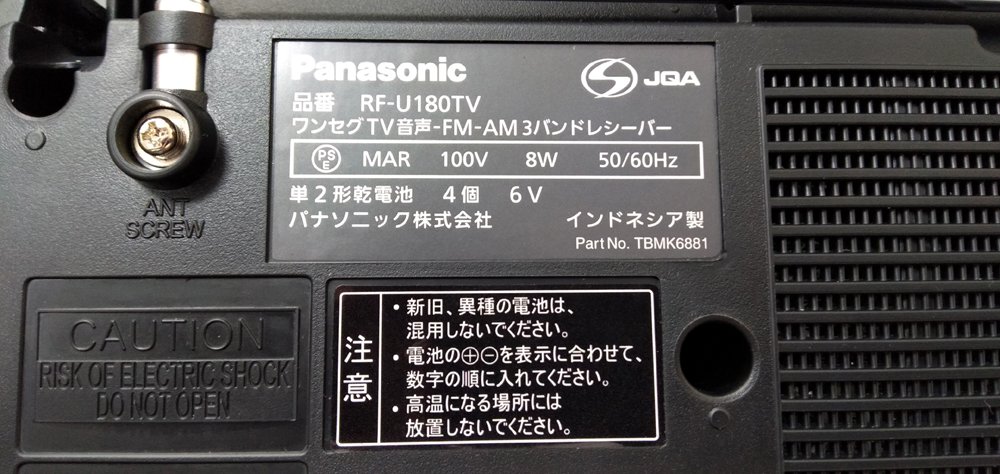 Panasonic
JQA
品番 RF-U180TV
ワンセグTV音声-FM-AM 3バンドレシーバー
PS E MAR 100V 8W 50/60Hz
単2形乾電池 4個 6V
パナソニック株式会社 インドネシア製
Part No. TBMK6881
ANT
SCREW
CAUTION
RISK OF ELECTRIC SHOCK
DO NOT OPEN
注意
・新旧、異種の電池は、
混用しないでください。
・電池の⊕⊖を表示に合わせて、
数字の順に入れてください。
・高温になる場所には
放置しないでください。